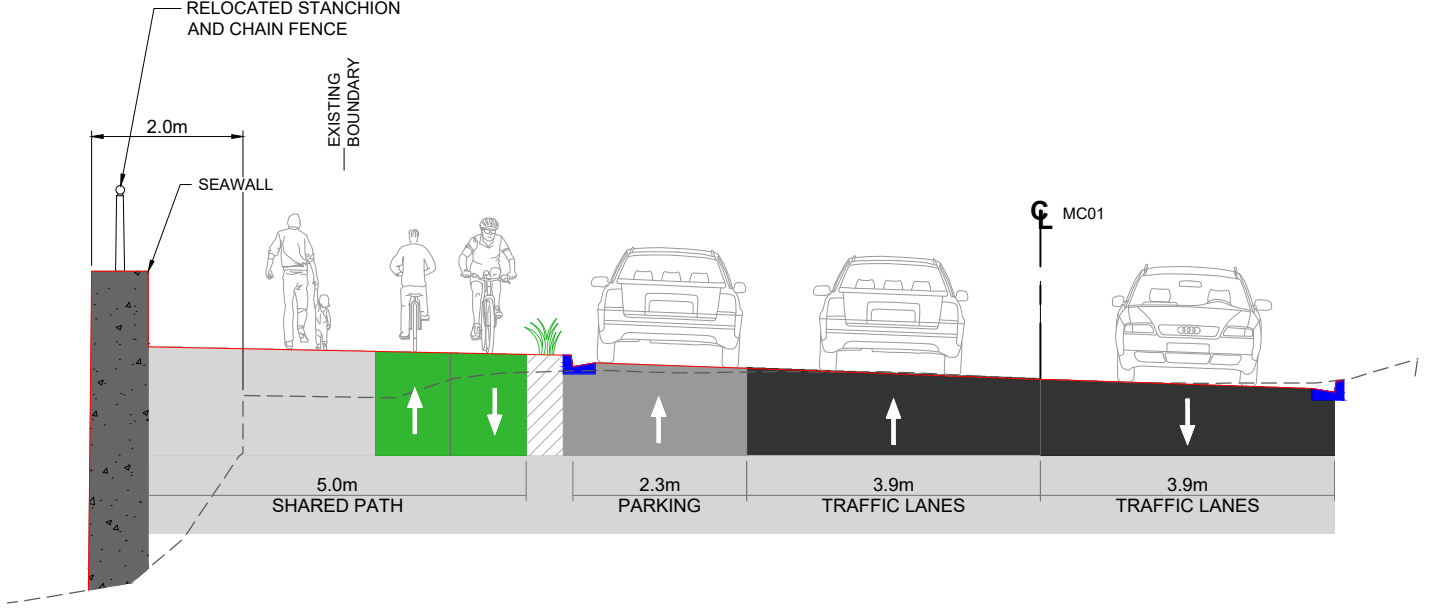 RELOCATED STANCHION
AND CHAIN FENCE
EXISTING
BOUNDARY
2.0m
SEAWALL
CL MC01
5.0m
SHARED PATH
2.3m
PARKING
3.9m
TRAFFIC LANES
3.9m
TRAFFIC LANES